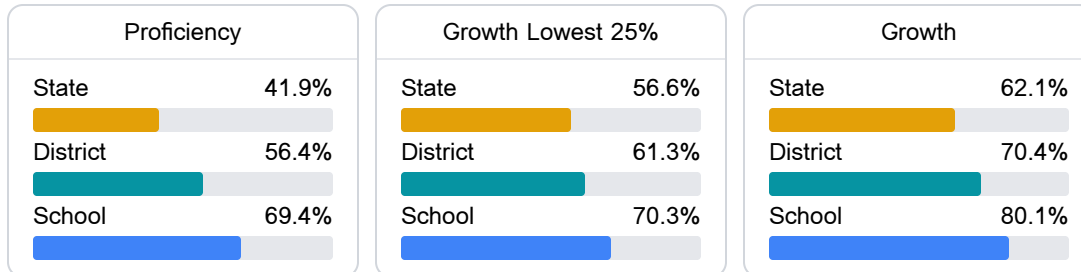 Proficiency
State 41.9%
District 56.4%
School 69.4%
Growth Lowest 25%
State 56.6%
District 61.3%
School 70.3%
Growth
State 62.1%
District 70.4%
School 80.1%